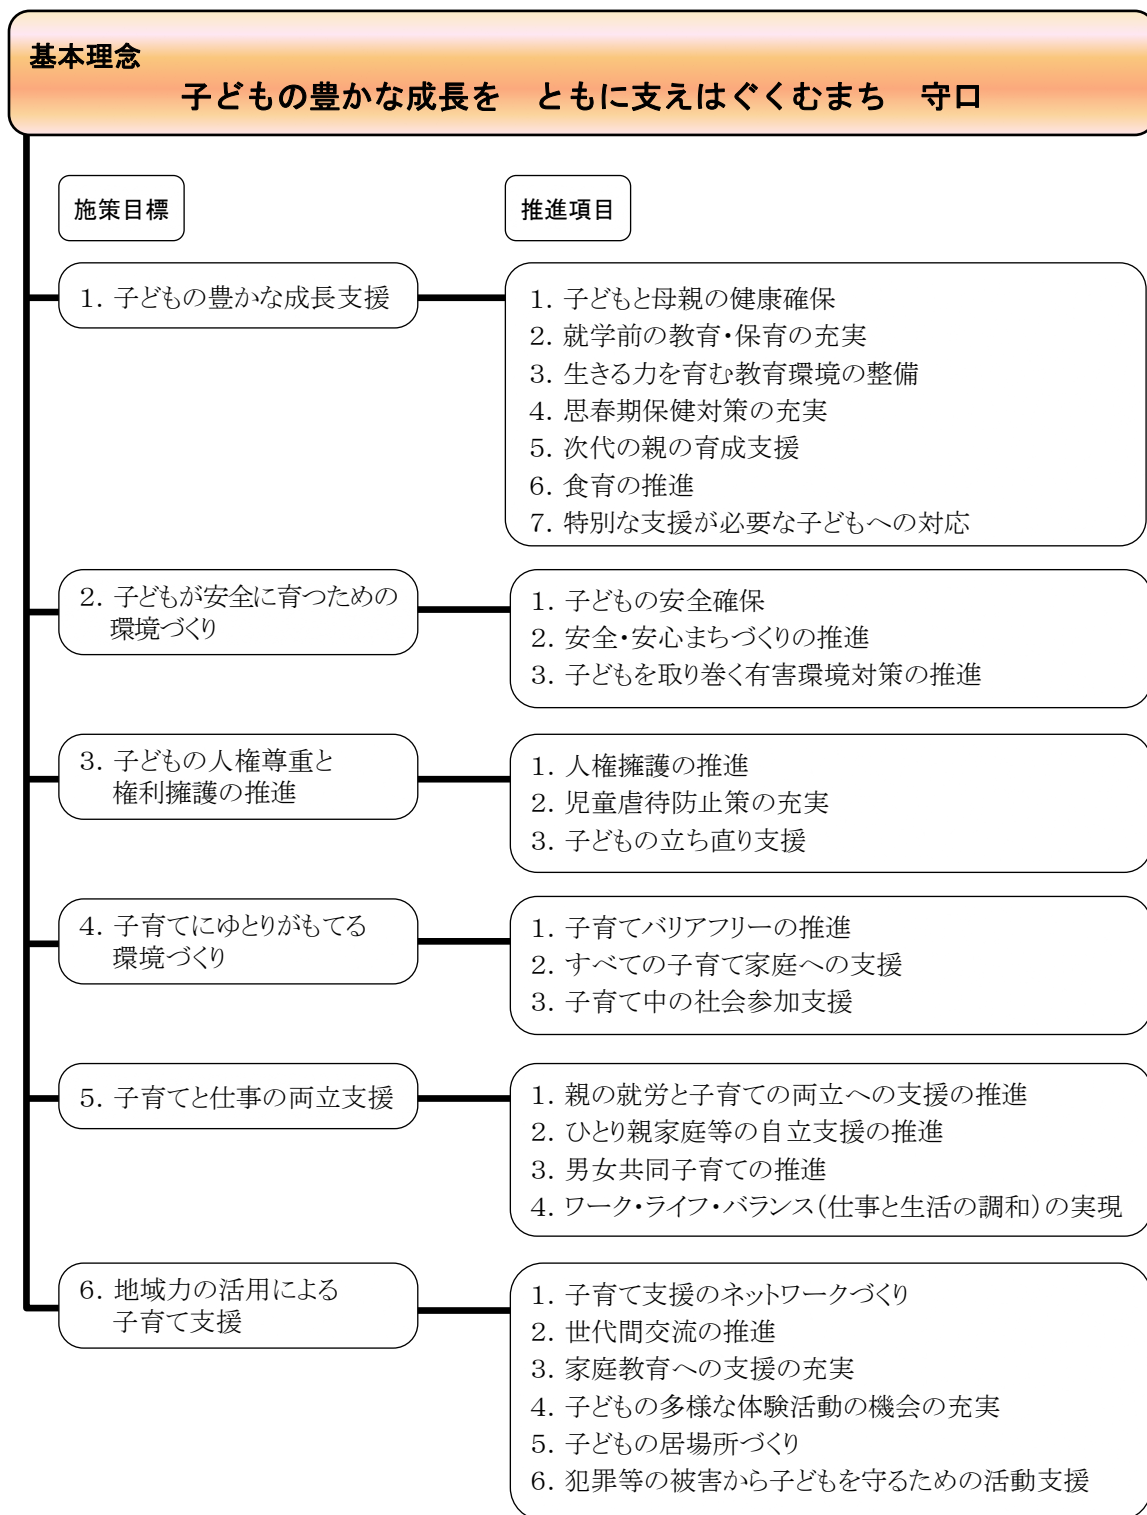 基本理念
子どもの豊かな成長を　ともに支えはぐくむまち　守口
施策目標
推進項目
1. 子どもの豊かな成長支援
1. 子どもと母親の健康確保
2. 就学前の教育・保育の充実
3. 生きる力を育む教育環境の整備
4. 思春期保健対策の充実
5. 次代の親の育成支援
6. 食育の推進
7. 特別な支援が必要な子どもへの対応
2. 子どもが安全に育つための
環境づくり
1. 子どもの安全確保
2. 安全・安心まちづくりの推進
3. 子どもを取り巻く有害環境対策の推進
3. 子どもの人権尊重と
権利擁護の推進
1. 人権擁護の推進
2. 児童虐待防止策の充実
3. 子どもの立ち直り支援
4. 子育てにゆとりがもてる
環境づくり
1. 子育てバリアフリーの推進
2. すべての子育て家庭への支援
3. 子育て中の社会参加支援
5. 子育てと仕事の両立支援
1. 親の就労と子育ての両立への支援の推進
2. ひとり親家庭等の自立支援の推進
3. 男女共同子育ての推進
4. ワーク・ライフ・バランス（仕事と生活の調和）の実現
6. 地域力の活用による
子育て支援
1. 子育て支援のネットワークづくり
2. 世代間交流の推進
3. 家庭教育への支援の充実
4. 子どもの多様な体験活動の機会の充実
5. 子どもの居場所づくり
6. 犯罪等の被害から子どもを守るための活動支援